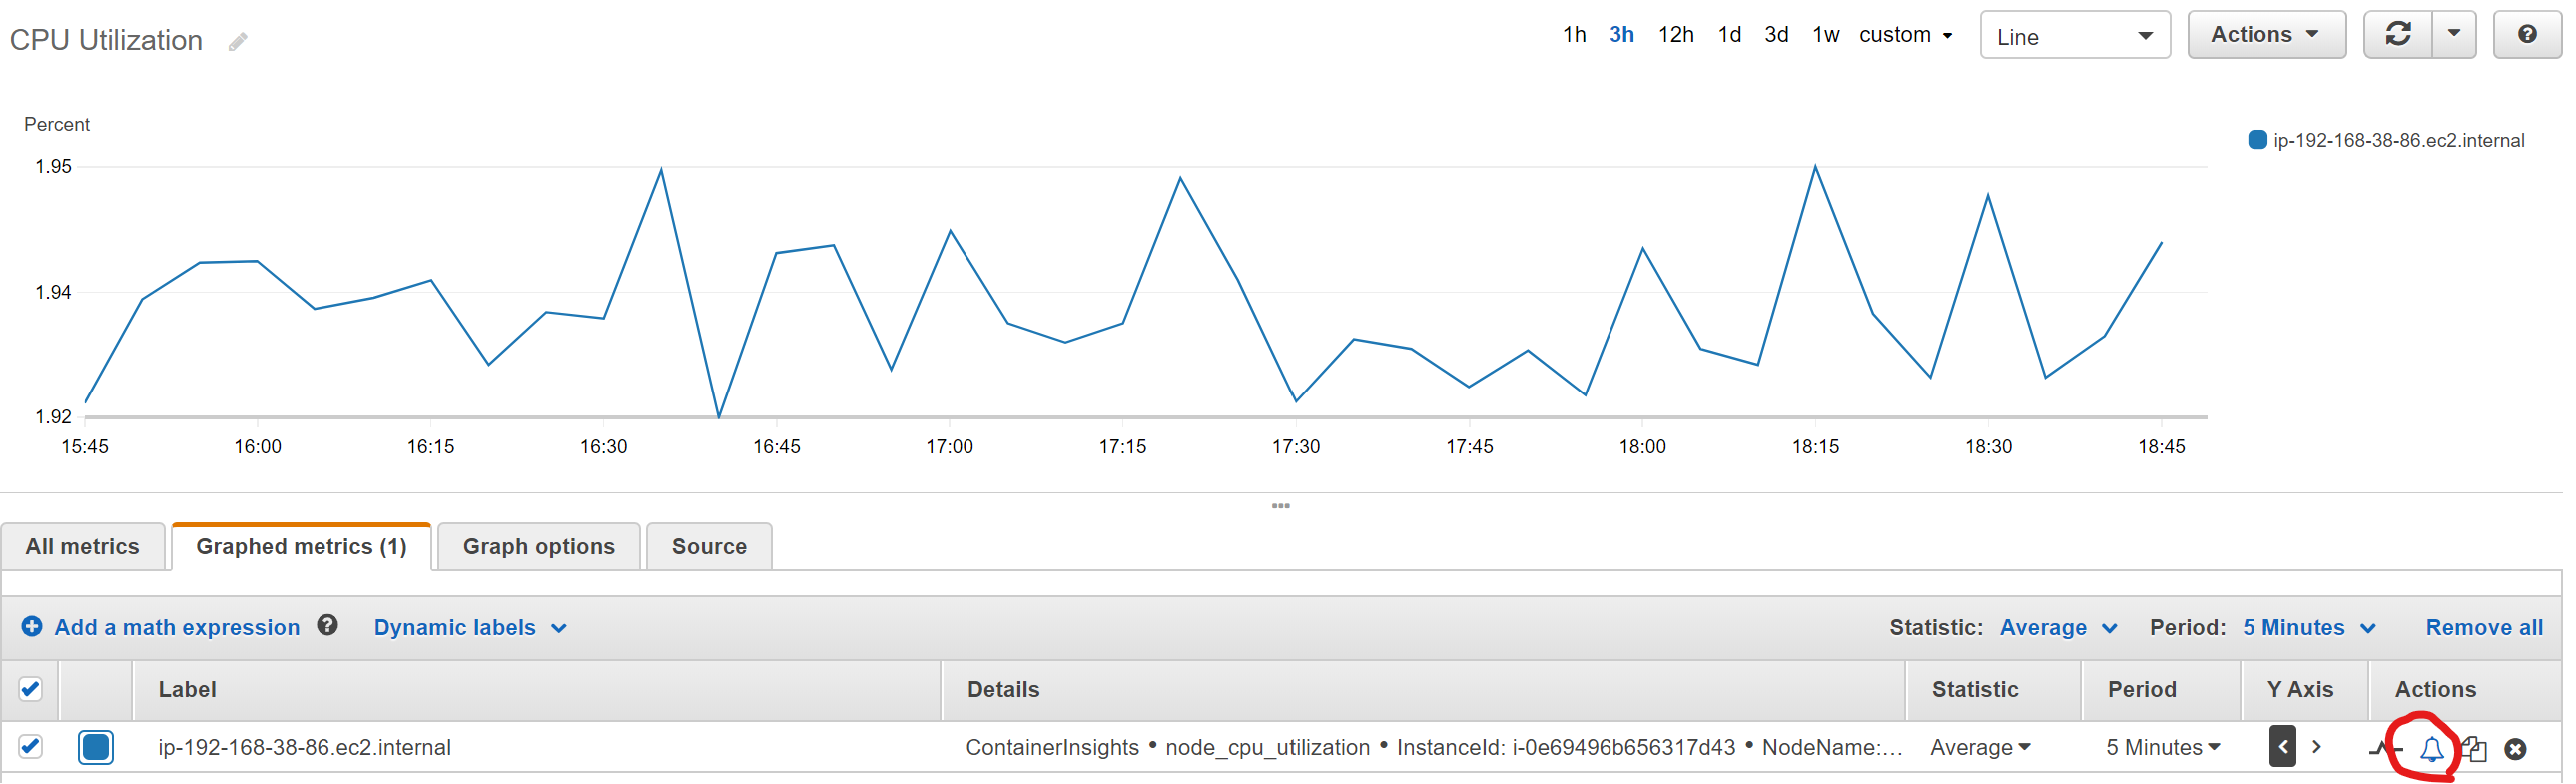 CPU Utilization
1h 3h 12h 1d 3d 1w custom
Line
Actions
Percent
1.95
1.94
1.92
15:45 16:00 16:15 16:30 16:45 17:00 17:15 17:30 17:45 18:00 18:15 18:30 18:45
ip-192-168-38-86.ec2.internal
All metrics
Graphed metrics (1)
Graph options
Source
Add a math expression
Dynamic labels
Statistic: Average
Period: 5 Minutes
Remove all
Label Details Statistic Period Y Axis Actions
ip-192-168-38-86.ec2.internal ContainerInsights • node_cpu_utilization • InstanceId: i-0e69496b656317d43 • NodeName:... Average 5 Minutes